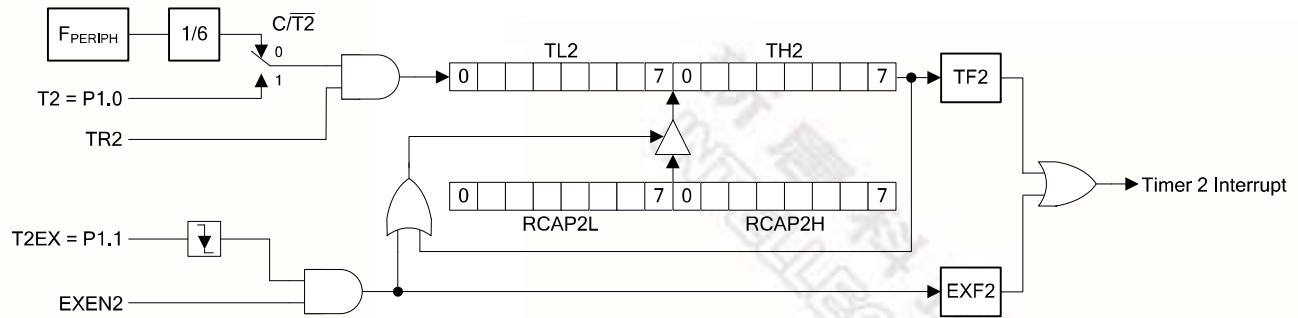 C/T2
F_PERIPH
1/6
0
1
TL2
TH2
0 7 0 7
TF2
T2 = P1.0
TR2
Timer 2 Interrupt
0 7 0 7
RCAP2L
RCAP2H
T2EX = P1.1
EXEN2
EXF2